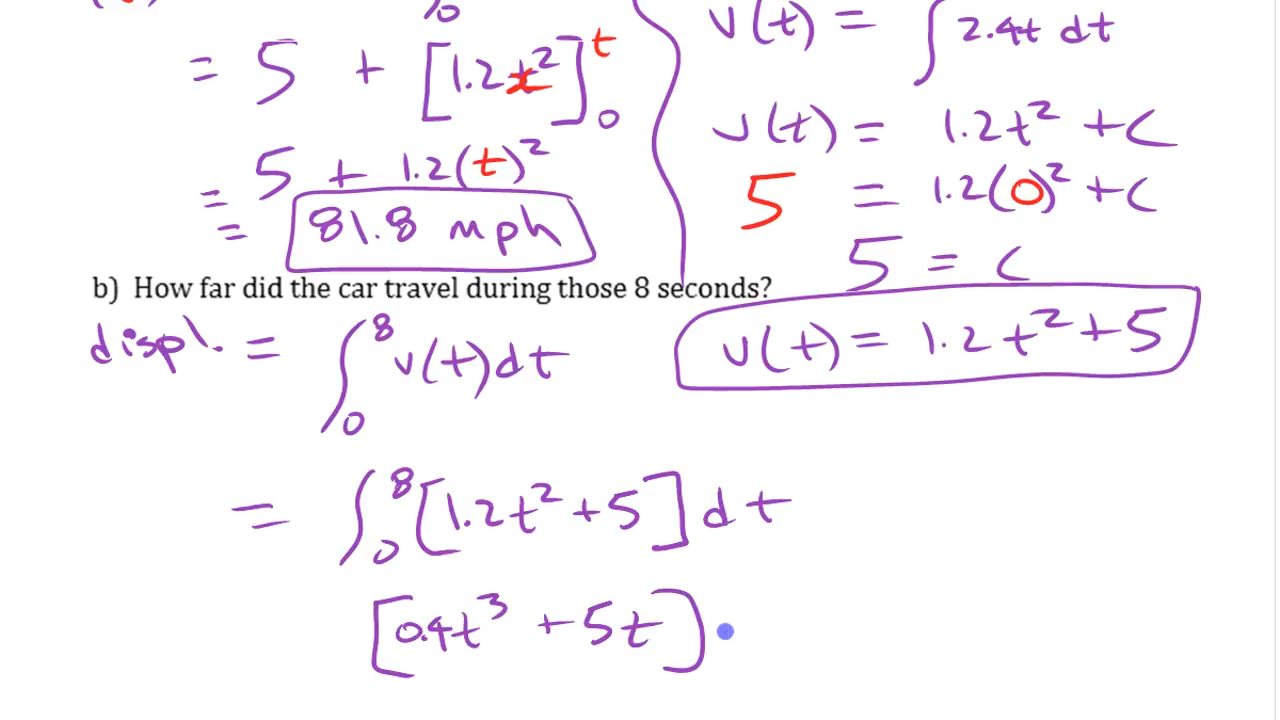 = 5 + [1.2x²]₀ᵗ
= 5 + 1.2(t)²
= 81.8 mph
v(t) = ∫ 2.4t dt
v(t) = 1.2t² + C
5 = 1.2(0)² + C
5 = C
v(t) = 1.2t² + 5
b) How far did the car travel during those 8 seconds?
displ. = ∫₀⁸ v(t) dt
= ∫₀⁸ [1.2t² + 5] dt
[0.4t³ + 5t]